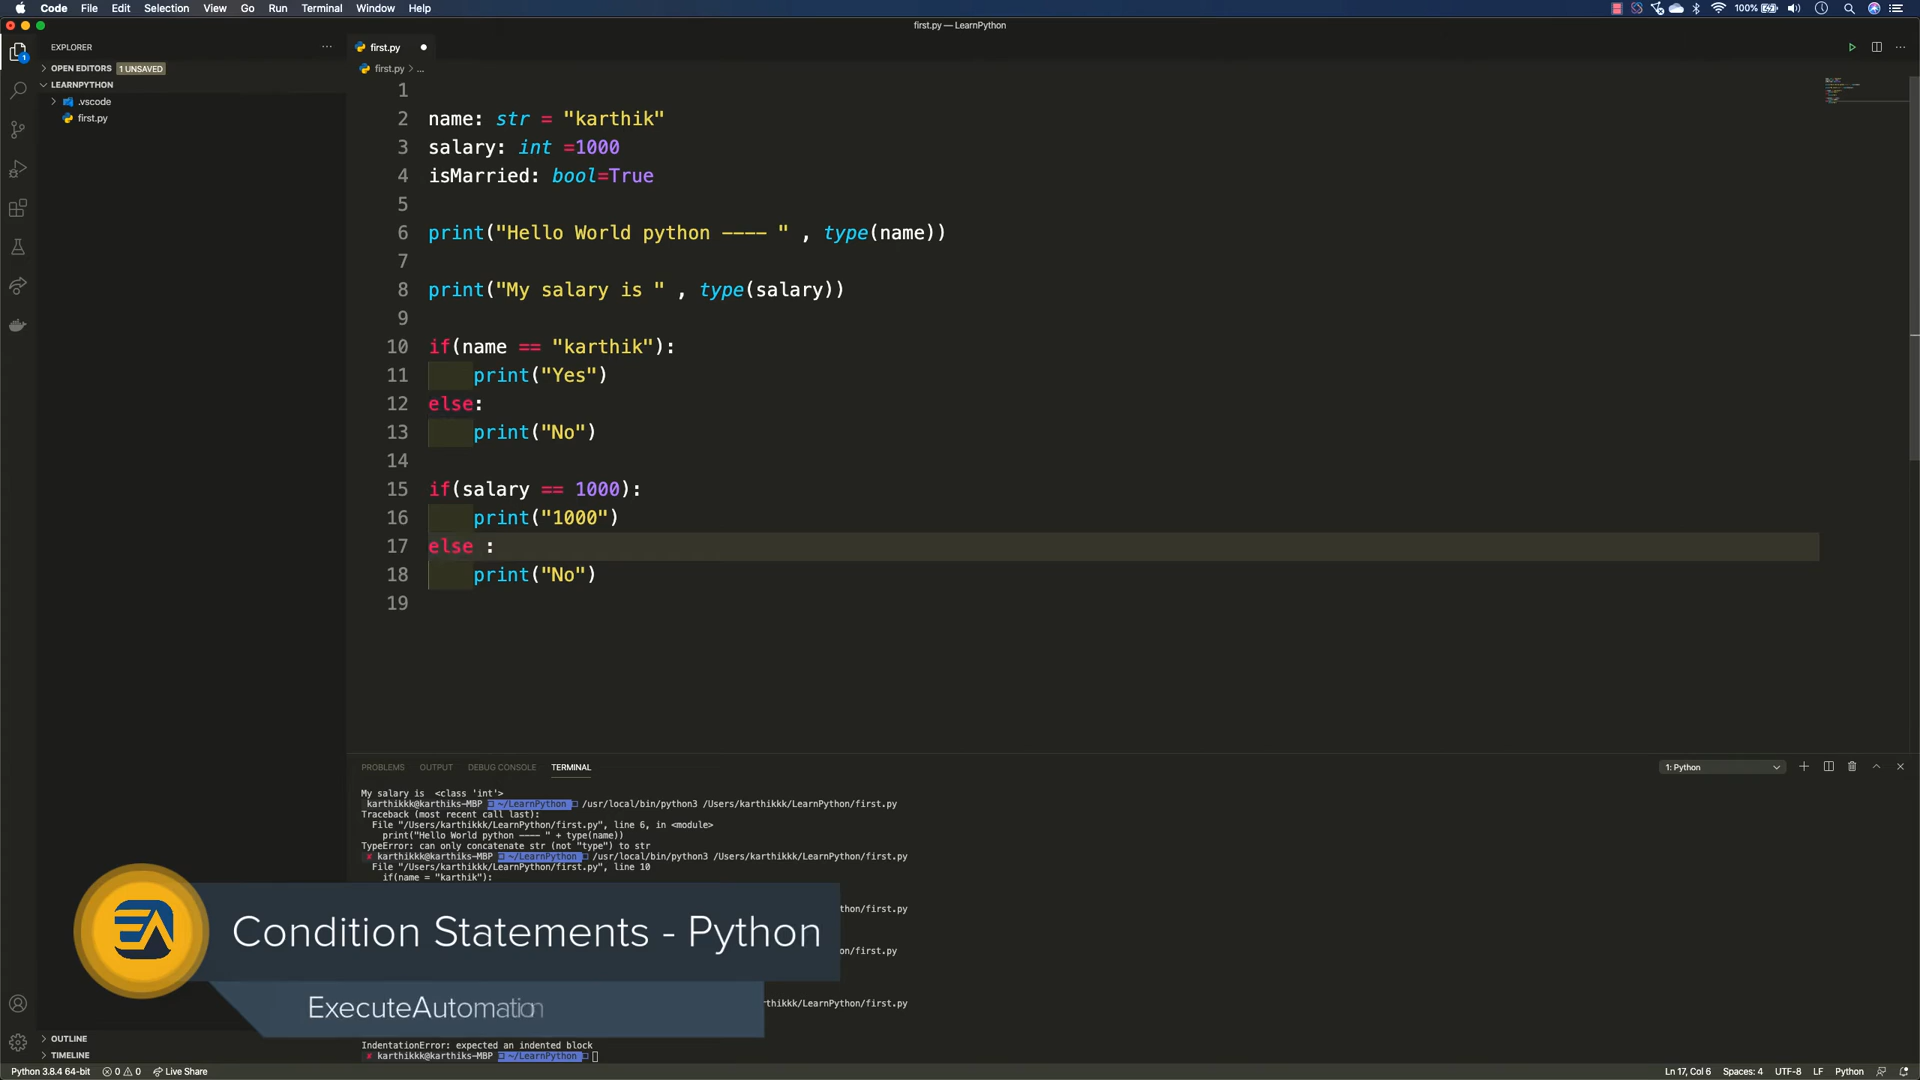 Code File Edit Selection View Go Run Terminal Window Help 100%
first.py — LearnPython
EXPLORER
OPEN EDITORS 1 UNSAVED
LEARNPYTHON
.vscode
first.py
1
first.py
first.py > ...
1
2 name: str = "karthik"
3 salary: int =1000
4 isMarried: bool=True
5
6 print("Hello World python ---- " , type(name))
7
8 print("My salary is " , type(salary))
9
10 if(name == "karthik"):
11 print("Yes")
12 else:
13 print("No")
14
15 if(salary == 1000):
16 print("1000")
17 else :
18 print("No")
19
PROBLEMS OUTPUT DEBUG CONSOLE TERMINAL 1: Python
My salary is <class 'int'>
karthikkk@karthiks-MBP ~/LearnPython /usr/local/bin/python3 /Users/karthikkk/LearnPython/first.py
Traceback (most recent call last):
File "/Users/karthikkk/LearnPython/first.py", line 6, in <module>
print("Hello World python ---- " + type(name))
TypeError: can only concatenate str (not "type") to str
✗ karthikkk@karthiks-MBP ~/LearnPython /usr/local/bin/python3 /Users/karthikkk/LearnPython/first.py
File "/Users/karthikkk/LearnPython/first.py", line 10
if(name = "karthik"):
thon/first.py
on/first.py
thikkk/LearnPython/first.py
IndentationError: expected an indented block
✗ karthikkk@karthiks-MBP ~/LearnPython
EA
Condition Statements - Python
ExecuteAutomation
OUTLINE
TIMELINE
Python 3.8.4 64-bit 0 0 Live Share Ln 17, Col 6 Spaces: 4 UTF-8 LF Python